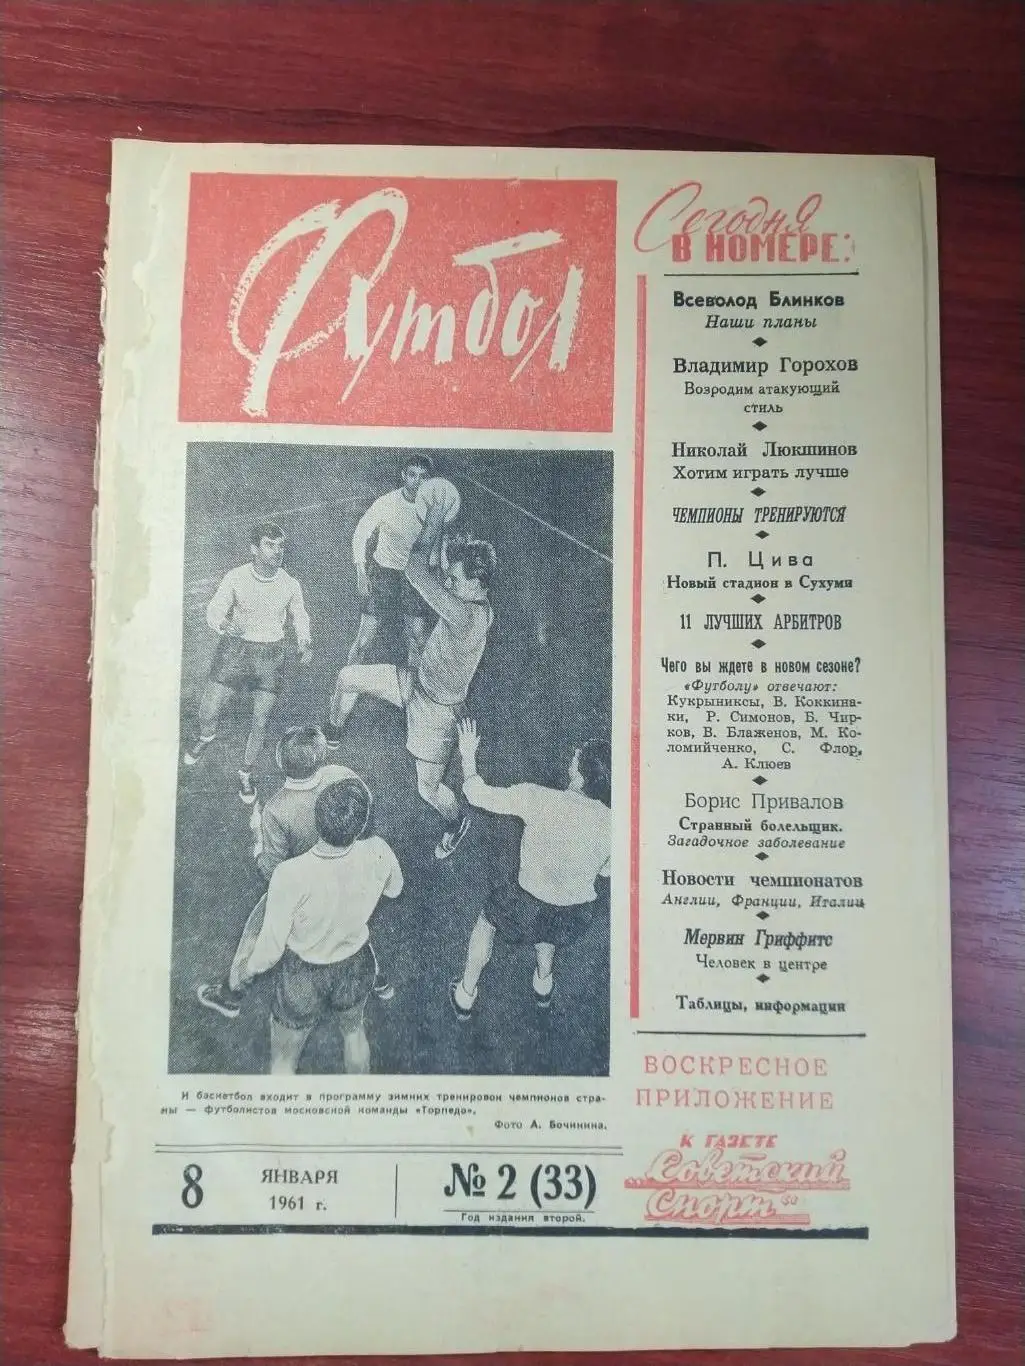 Футбол
Сегодня
В НОМЕРЕ:
Всеволод Блинков
Наши планы
Владимир Горохов
Возродим атакующий
стиль
Николай Люкшинов
Хотим играть лучше
ЧЕМПИОНЫ ТРЕНИРУЮТСЯ
П. Цива
Новый стадион в Сухуми
11 ЛУЧШИХ АРБИТРОВ
Чего вы ждете в новом сезоне?
«Футболу» отвечают:
Кукрыниксы, В. Коккина-
ки, Р. Симонов, Б. Чир-
ков, В. Блаженов, М. Ко-
ломийченко, С. Флор,
А. Клюев
Борис Привалов
Странный болельщик.
Загадочное заболевание
Новости чемпионатов
Англии, Франции, Италии
Мервин Гриффитс
Человек в центре
Таблицы, информации
И баскетбол входит в программу зимних тренировок чемпионов стра-
ны — футболистов московской команды «Торпедо».
Фото А. Бочинина.
8
ЯНВАРЯ
1961 г.
№ 2 (33)
Год издания второй.
ВОСКРЕСНОЕ
ПРИЛОЖЕНИЕ
К ГАЗЕТЕ
„Советский
Спорт“